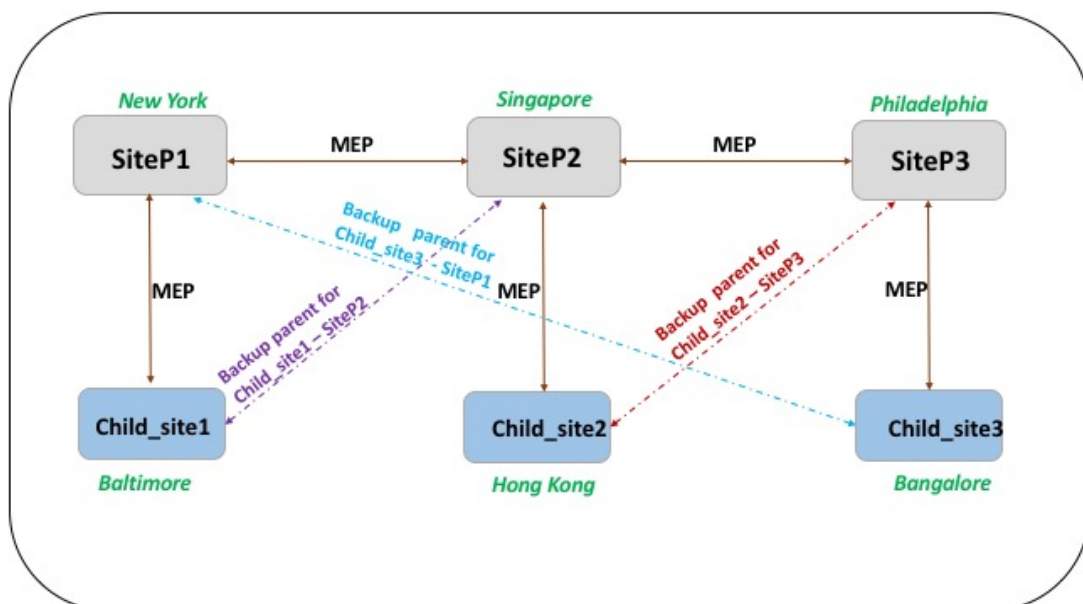 New York
Singapore
Philadelphia
SiteP1
MEP
SiteP2
MEP
SiteP3
Backup parent for
Child_site3 - SiteP1
Backup parent for
Child_site1 – SiteP2
Backup parent for
Child_site2 – SiteP3
MEP
MEP
MEP
Child_site1
Child_site2
Child_site3
Baltimore
Hong Kong
Bangalore